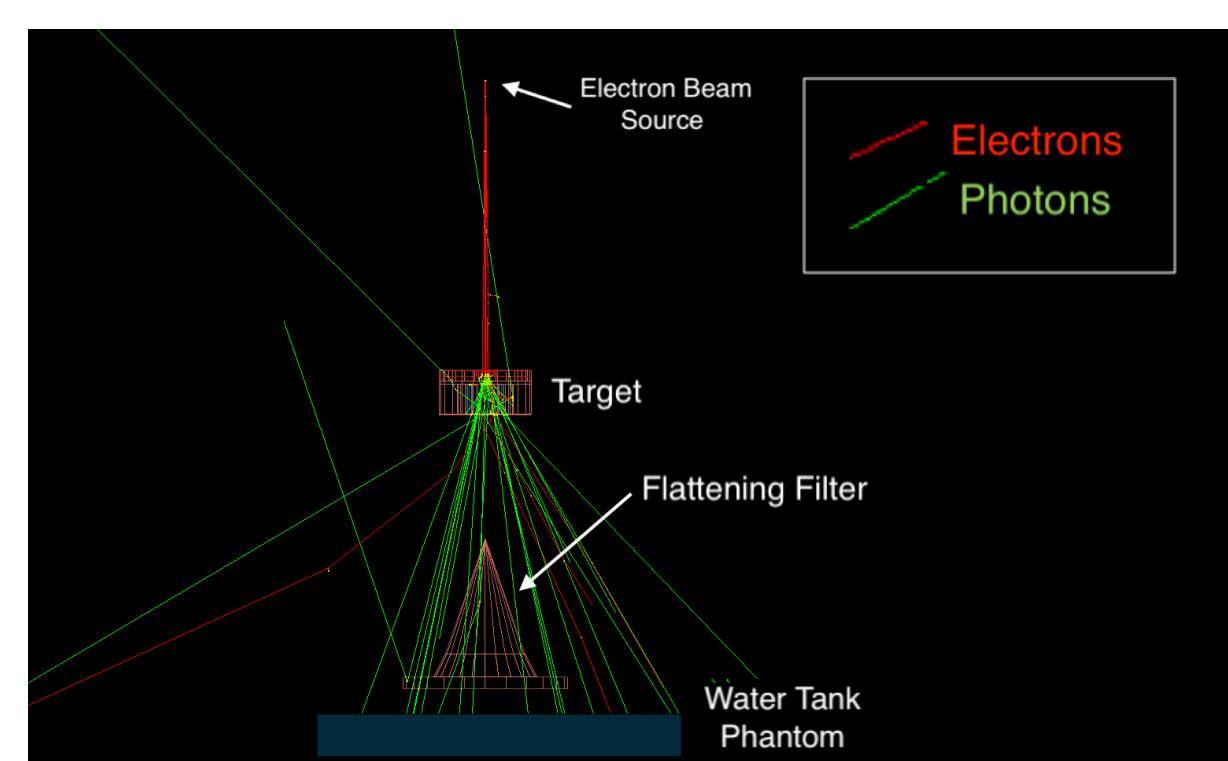 Electron Beam
Source
Electrons
Photons
Target
Flattening Filter
Water Tank
Phantom